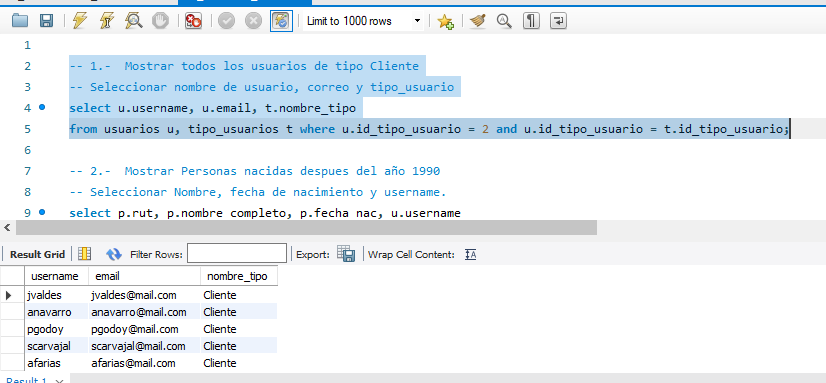 Limit to 1000 rows
1
2 -- 1.- Mostrar todos los usuarios de tipo Cliente
3 -- Seleccionar nombre de usuario, correo y tipo_usuario
4 select u.username, u.email, t.nombre_tipo
5 from usuarios u, tipo_usuarios t where u.id_tipo_usuario = 2 and u.id_tipo_usuario = t.id_tipo_usuario;
6
7 -- 2.- Mostrar Personas nacidas despues del año 1990
8 -- Seleccionar Nombre, fecha de nacimiento y username.
9 select p.rut, p.nombre_completo, p.fecha_nac, u.username
Result Grid Filter Rows: Export: Wrap Cell Content:
username email nombre_tipo
jvaldes jvaldes@mail.com Cliente
anavarro anavarro@mail.com Cliente
pgodoy pgodoy@mail.com Cliente
scarvajal scarvajal@mail.com Cliente
afarias afarias@mail.com Cliente
Result 1